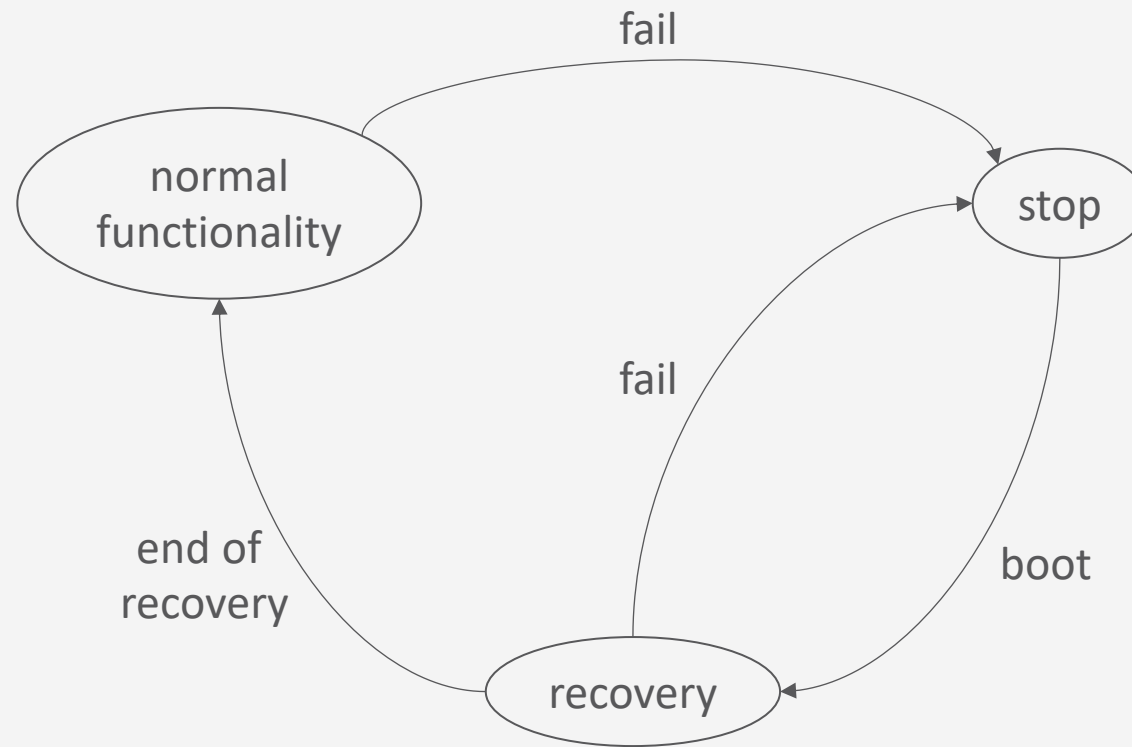 fail
normal
functionality
stop
fail
end of
recovery
boot
recovery